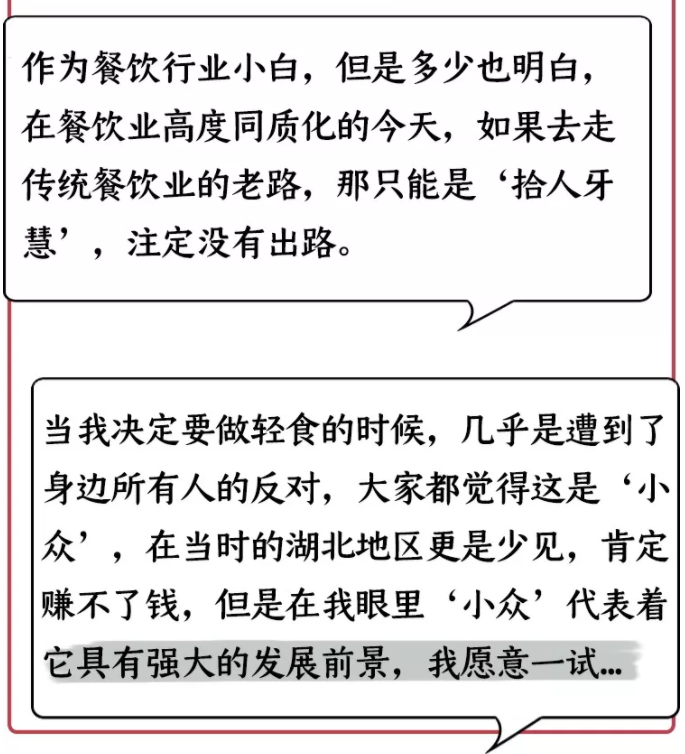 作为餐饮行业小白，但是多少也明白，
在餐饮业高度同质化的今天，如果去走
传统餐饮业的老路，那只能是‘拾人牙
慧’，注定没有出路。
当我决定要做轻食的时候，几乎是遭到了
身边所有人的反对，大家都觉得这是‘小
众’，在当时的湖北地区更是少见，肯定
赚不了钱，但是在我眼里‘小众’代表着
它具有强大的发展前景，我愿意一试...